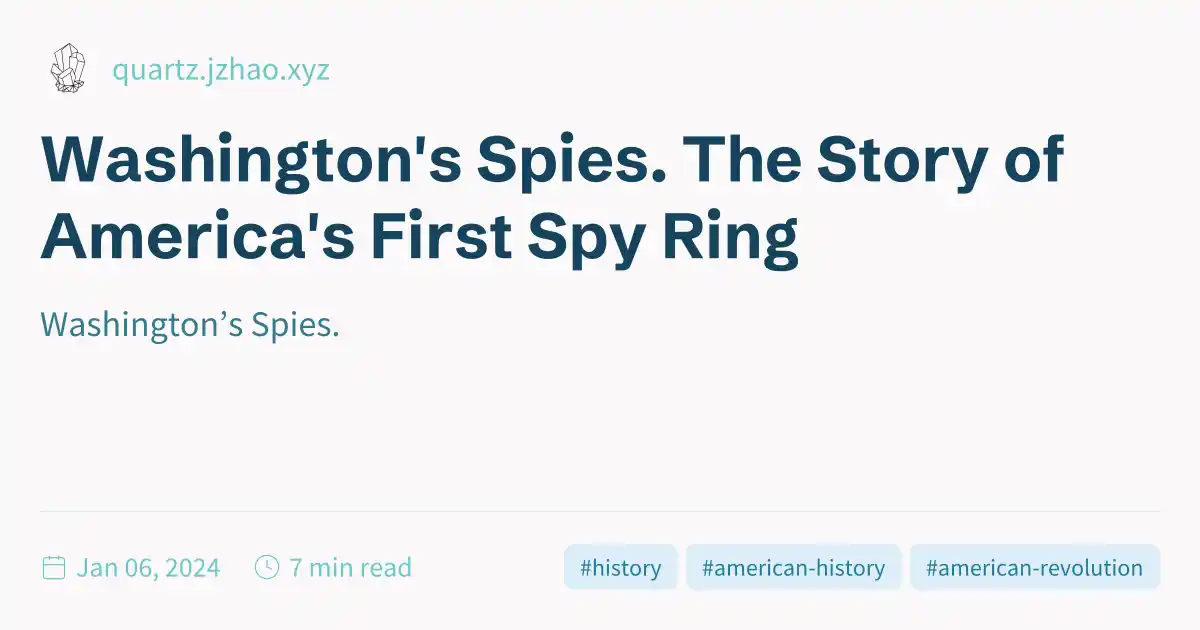 quartz.jzhao.xyz
Washington's Spies. The Story of
America's First Spy Ring
Washington’s Spies.
Jan 06, 2024
7 min read
#history
#american-history
#american-revolution